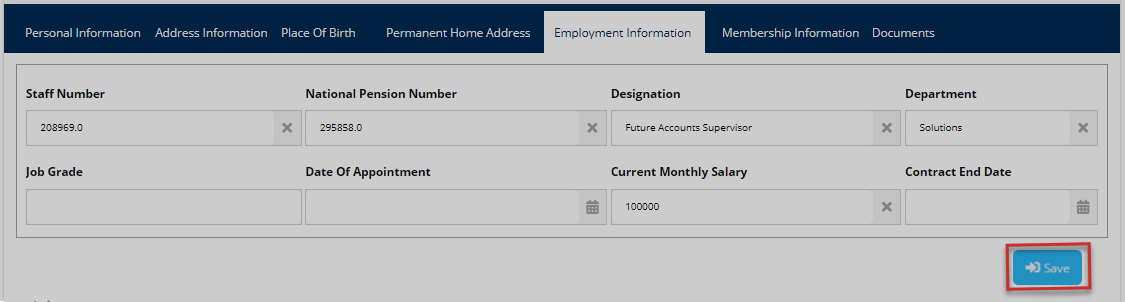 Personal Information Address Information Place Of Birth Permanent Home Address Employment Information Membership Information Documents
Staff Number National Pension Number Designation Department
208969.0 295858.0 Future Accounts Supervisor Solutions
Job Grade Date Of Appointment Current Monthly Salary Contract End Date
100000
Save